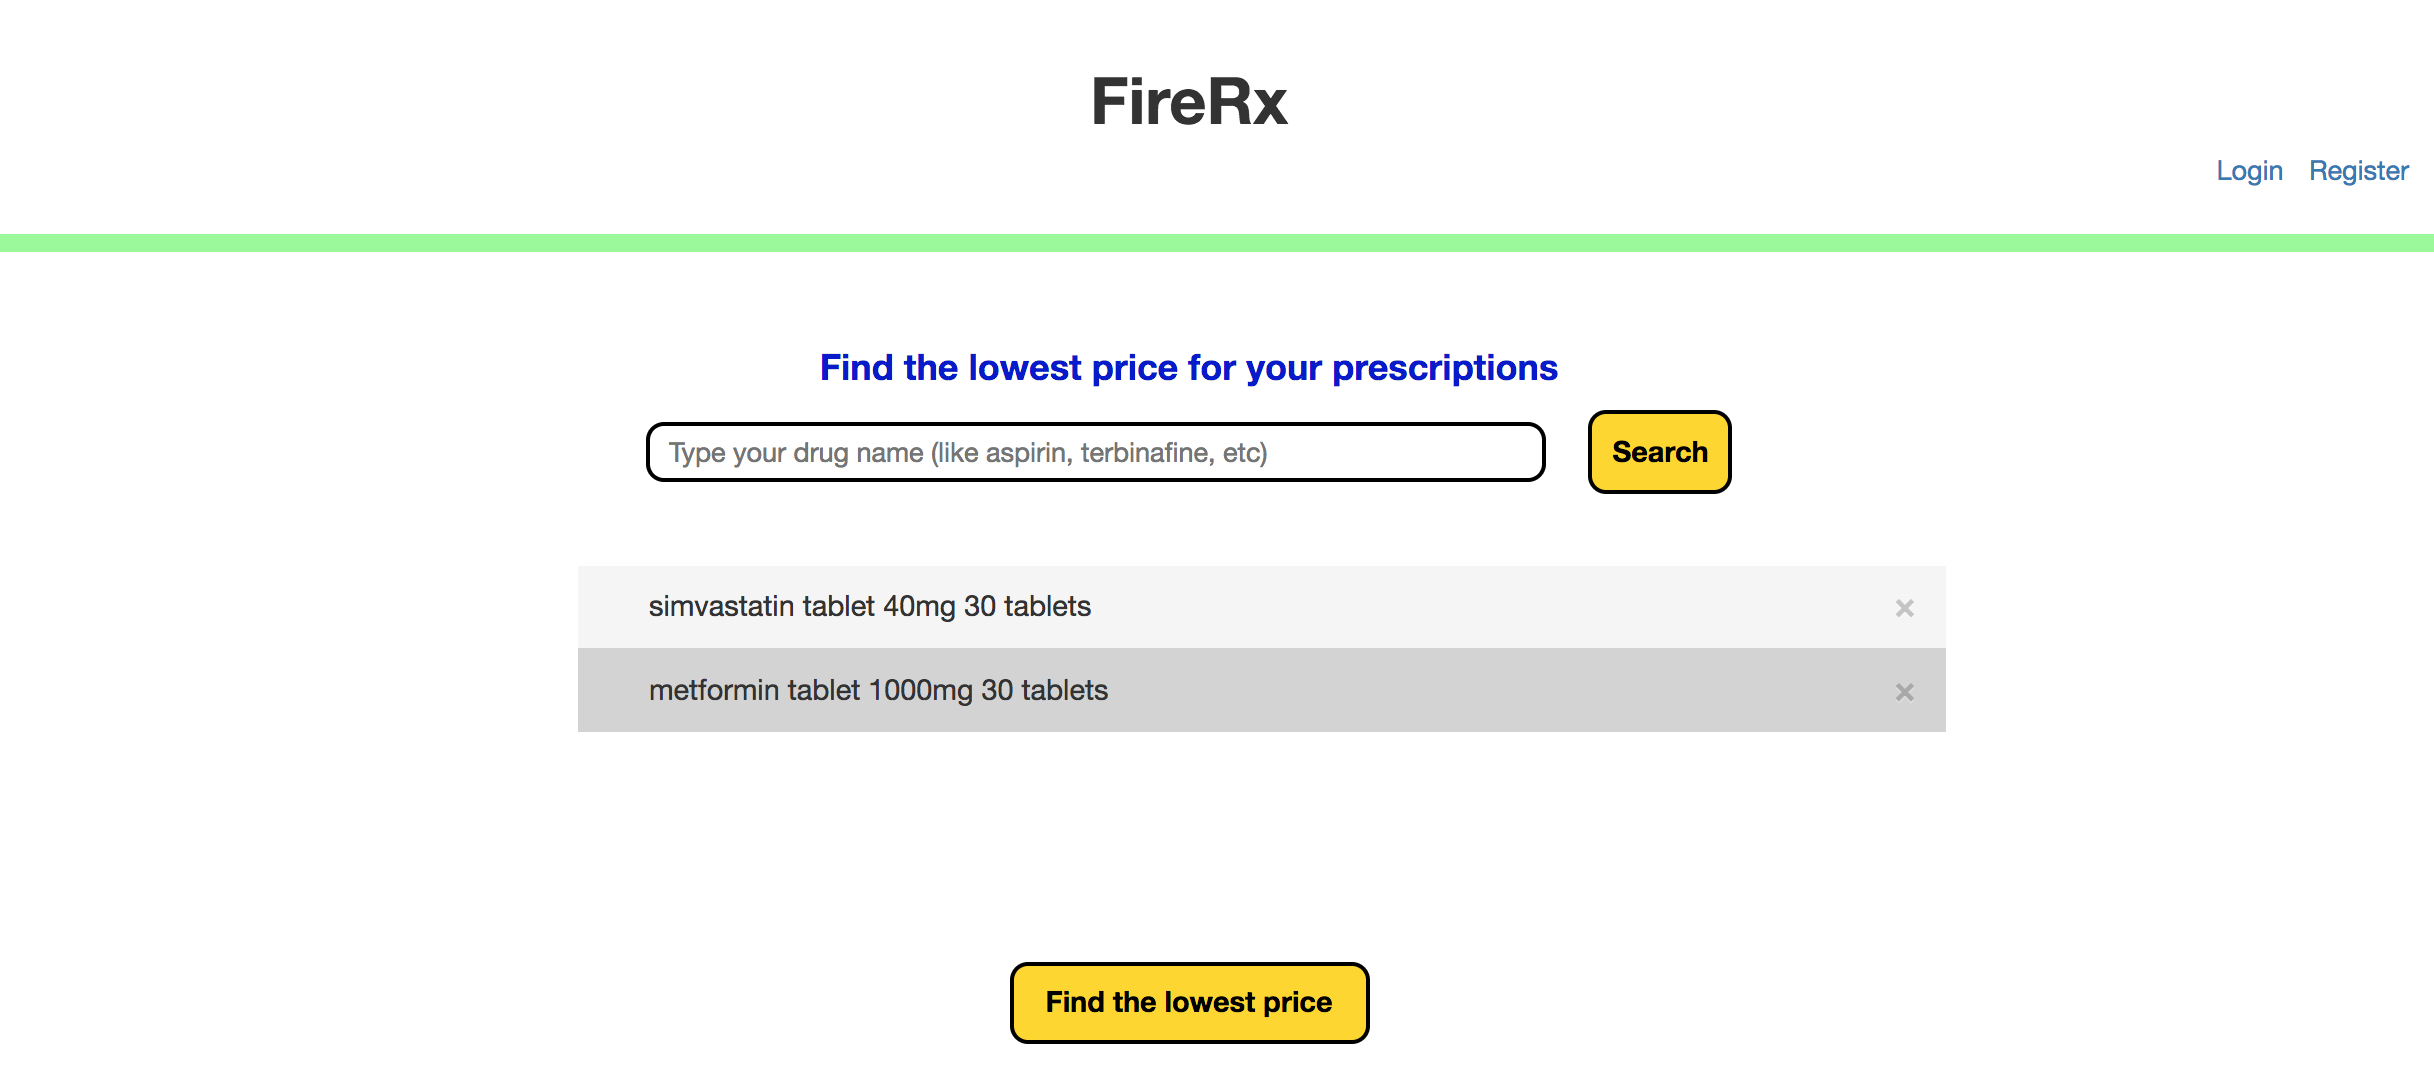 FireRx
Login Register
Find the lowest price for your prescriptions
Type your drug name (like aspirin, terbinafine, etc)
Search
simvastatin tablet 40mg 30 tablets ×
metformin tablet 1000mg 30 tablets ×
Find the lowest price